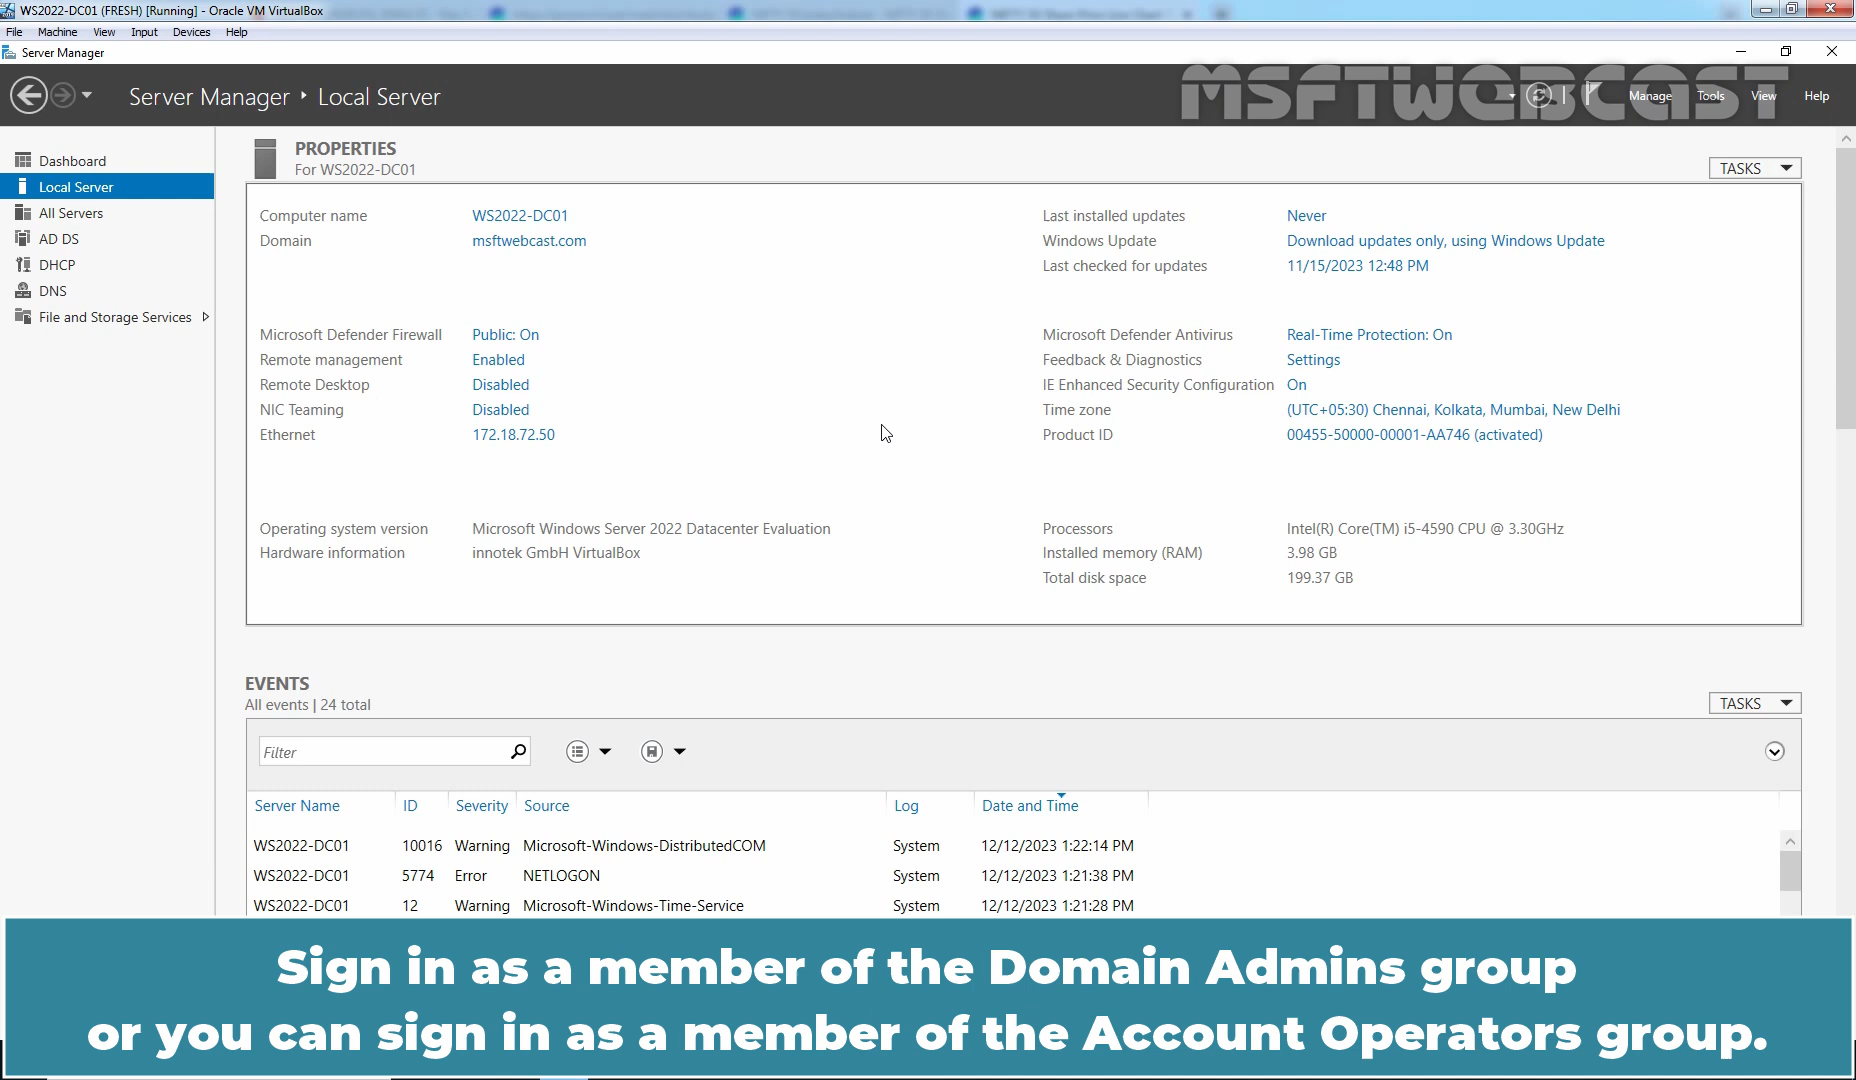 WS2022-DC01 (FRESH) [Running] - Oracle VM VirtualBox
File Machine View Input Devices Help
Server Manager
Server Manager ‣ Local Server
MSFTWEBCAST
Manage Tools View Help
Dashboard
Local Server
All Servers
AD DS
DHCP
DNS
File and Storage Services
PROPERTIES
For WS2022-DC01
TASKS
Computer name WS2022-DC01
Domain msftwebcast.com
Last installed updates Never
Windows Update Download updates only, using Windows Update
Last checked for updates 11/15/2023 12:48 PM
Microsoft Defender Firewall Public: On
Remote management Enabled
Remote Desktop Disabled
NIC Teaming Disabled
Ethernet 172.18.72.50
Microsoft Defender Antivirus Real-Time Protection: On
Feedback & Diagnostics Settings
IE Enhanced Security Configuration On
Time zone (UTC+05:30) Chennai, Kolkata, Mumbai, New Delhi
Product ID 00455-50000-00001-AA746 (activated)
Operating system version Microsoft Windows Server 2022 Datacenter Evaluation
Hardware information innotek GmbH VirtualBox
Processors Intel(R) Core(TM) i5-4590 CPU @ 3.30GHz
Installed memory (RAM) 3.98 GB
Total disk space 199.37 GB
EVENTS
All events | 24 total
TASKS
Filter
Server Name ID Severity Source Log Date and Time
WS2022-DC01 10016 Warning Microsoft-Windows-DistributedCOM System 12/12/2023 1:22:14 PM
WS2022-DC01 5774 Error NETLOGON System 12/12/2023 1:21:38 PM
WS2022-DC01 12 Warning Microsoft-Windows-Time-Service System 12/12/2023 1:21:28 PM
Sign in as a member of the Domain Admins group
or you can sign in as a member of the Account Operators group.